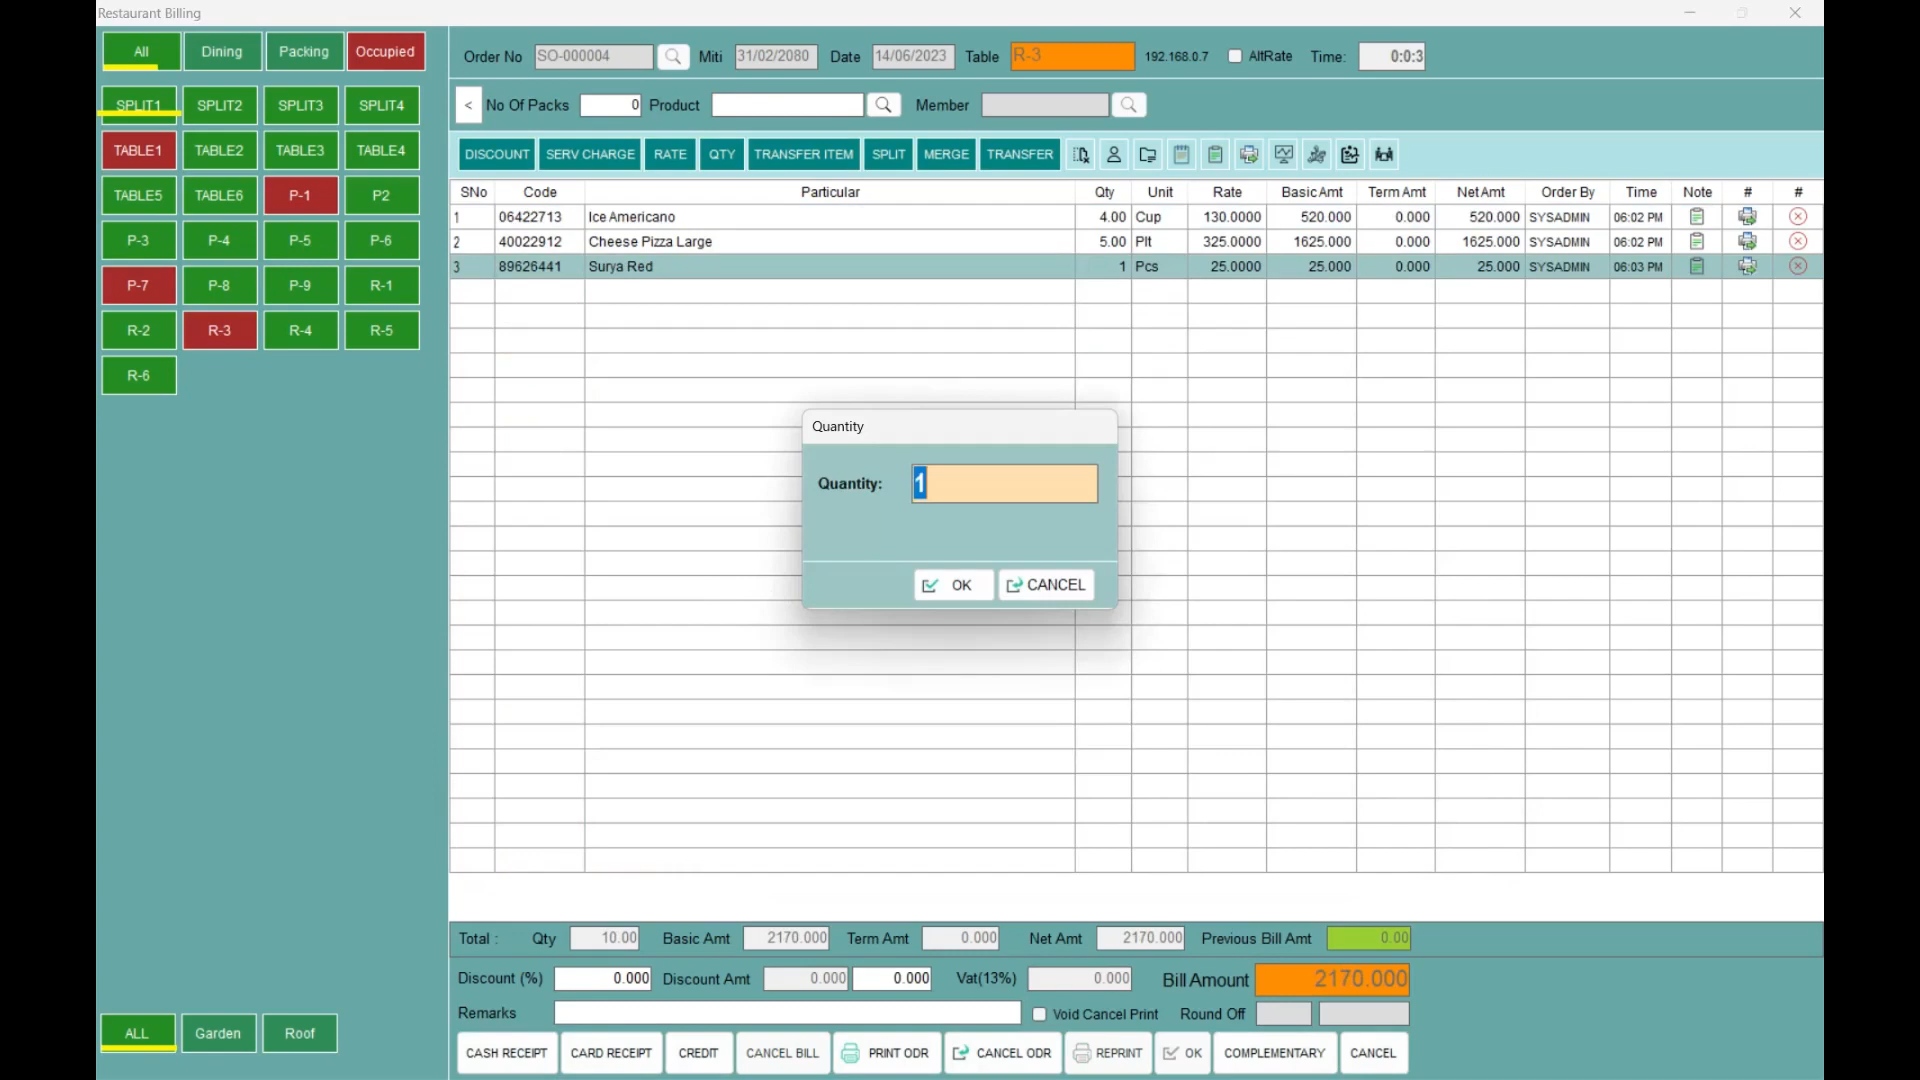 Restaurant Billing
All Dining Packing Occupied
SPLIT1 SPLIT2 SPLIT3 SPLIT4
TABLE1 TABLE2 TABLE3 TABLE4
TABLE5 TABLE6 P-1 P2
P-3 P-4 P-5 P-6
P-7 P-8 P-9 R-1
R-2 R-3 R-4 R-5
R-6
ALL Garden Roof
Order No SO-000004 Miti 31/02/2080 Date 14/06/2023 Table R-3 192.168.0.7 AltRate Time: 0:0:3
< No Of Packs 0 Product Member
DISCOUNT SERV CHARGE RATE QTY TRANSFER ITEM SPLIT MERGE TRANSFER
SNo Code Particular Qty Unit Rate BasicAmt TermAmt NetAmt Order By Time Note # #
1 06422713 Ice Americano 4.00 Cup 130.0000 520.000 0.000 520.000 SYSADMIN 06:02 PM
2 40022912 Cheese Pizza Large 5.00 Plt 325.0000 1625.000 0.000 1625.000 SYSADMIN 06:02 PM
3 89626441 Surya Red 1 Pcs 25.0000 25.000 0.000 25.000 SYSADMIN 06:03 PM
Quantity
Quantity: 1
OK CANCEL
Total : Qty 10.00 Basic Amt 2170.000 Term Amt 0.000 Net Amt 2170.000 Previous Bill Amt 0.00
Discount (%) 0.000 Discount Amt 0.000 0.000 Vat(13%) 0.000 Bill Amount 2170.000
Remarks Void Cancel Print Round Off
CASH RECEIPT CARD RECEIPT CREDIT CANCEL BILL PRINT ODR CANCEL ODR REPRINT OK COMPLEMENTARY CANCEL